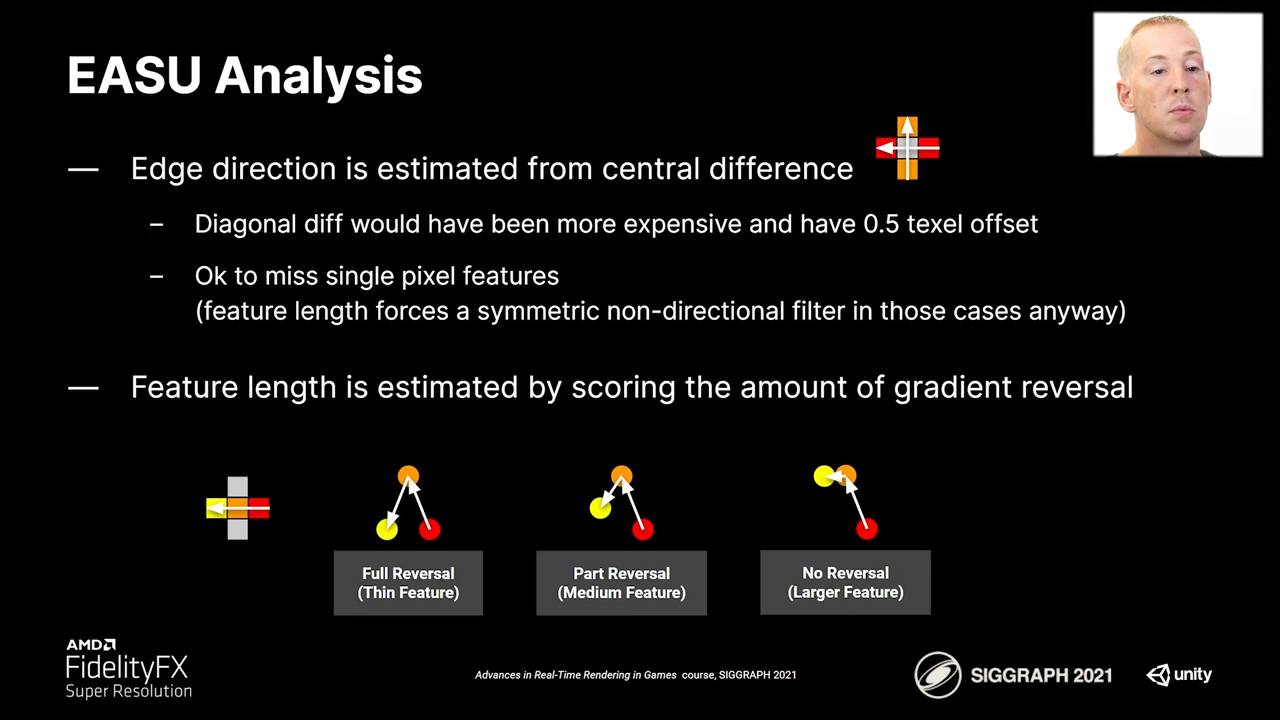 EASU Analysis
— Edge direction is estimated from central difference
– Diagonal diff would have been more expensive and have 0.5 texel offset
– Ok to miss single pixel features
(feature length forces a symmetric non-directional filter in those cases anyway)
— Feature length is estimated by scoring the amount of gradient reversal
Full Reversal
(Thin Feature)
Part Reversal
(Medium Feature)
No Reversal
(Larger Feature)
AMD
FidelityFX
Super Resolution
Advances in Real-Time Rendering in Games course, SIGGRAPH 2021
SIGGRAPH 2021
unity